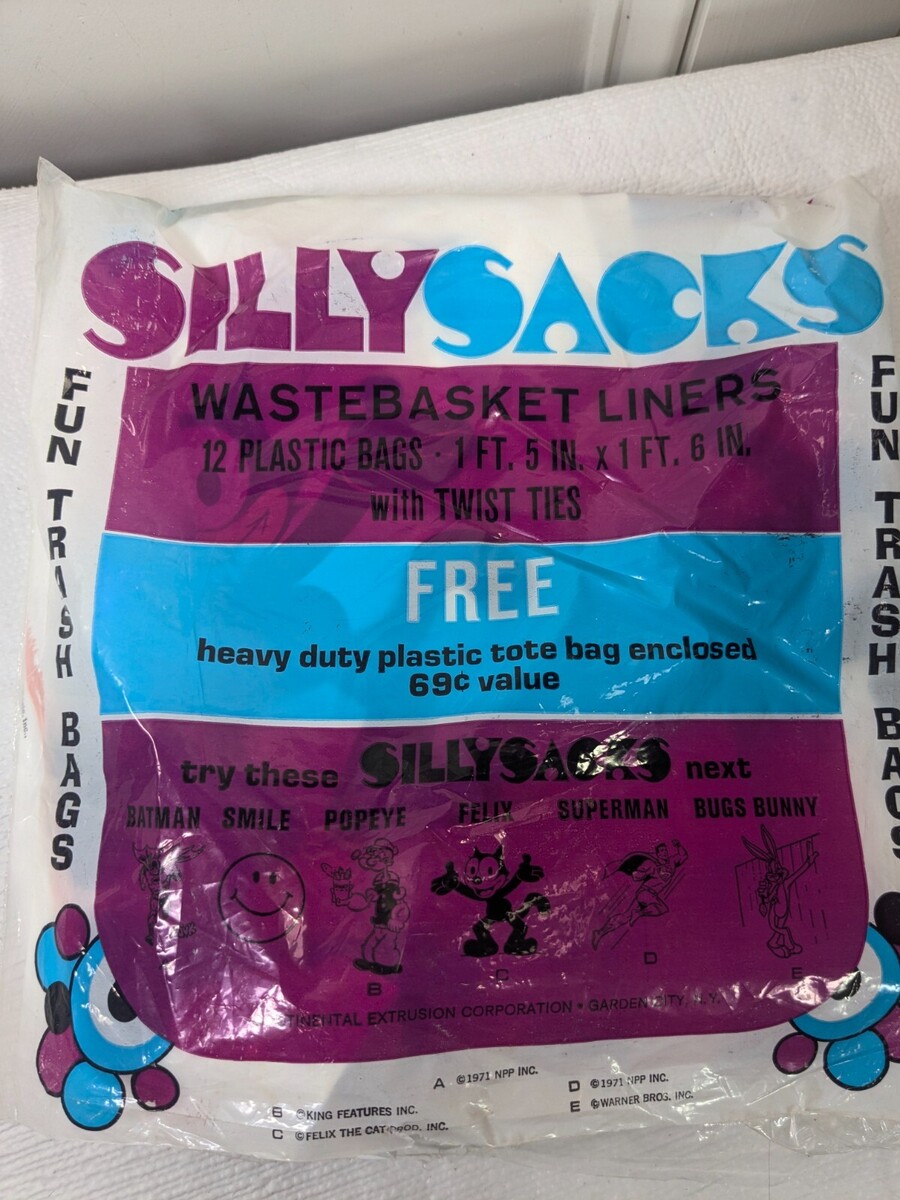 SILLYSACKS
FUN TRASH BAGS
WASTEBASKET LINERS
12 PLASTIC BAGS · 1 FT. 5 IN. x 1 FT. 6 IN.
with TWIST TIES
FREE
heavy duty plastic tote bag enclosed
69¢ value
try these SILLYSACKS next
BATMAN SMILE POPEYE FELIX SUPERMAN BUGS BUNNY
B C D E
TINENTAL EXTRUSION CORPORATION • GARDEN CITY, N.Y.
A ©1971 NPP INC. D ©1971 NPP INC.
B ©KING FEATURES INC. E ©WARNER BROS. INC.
C ©FELIX THE CAT PROD. INC.
FUN TRASH BAGS